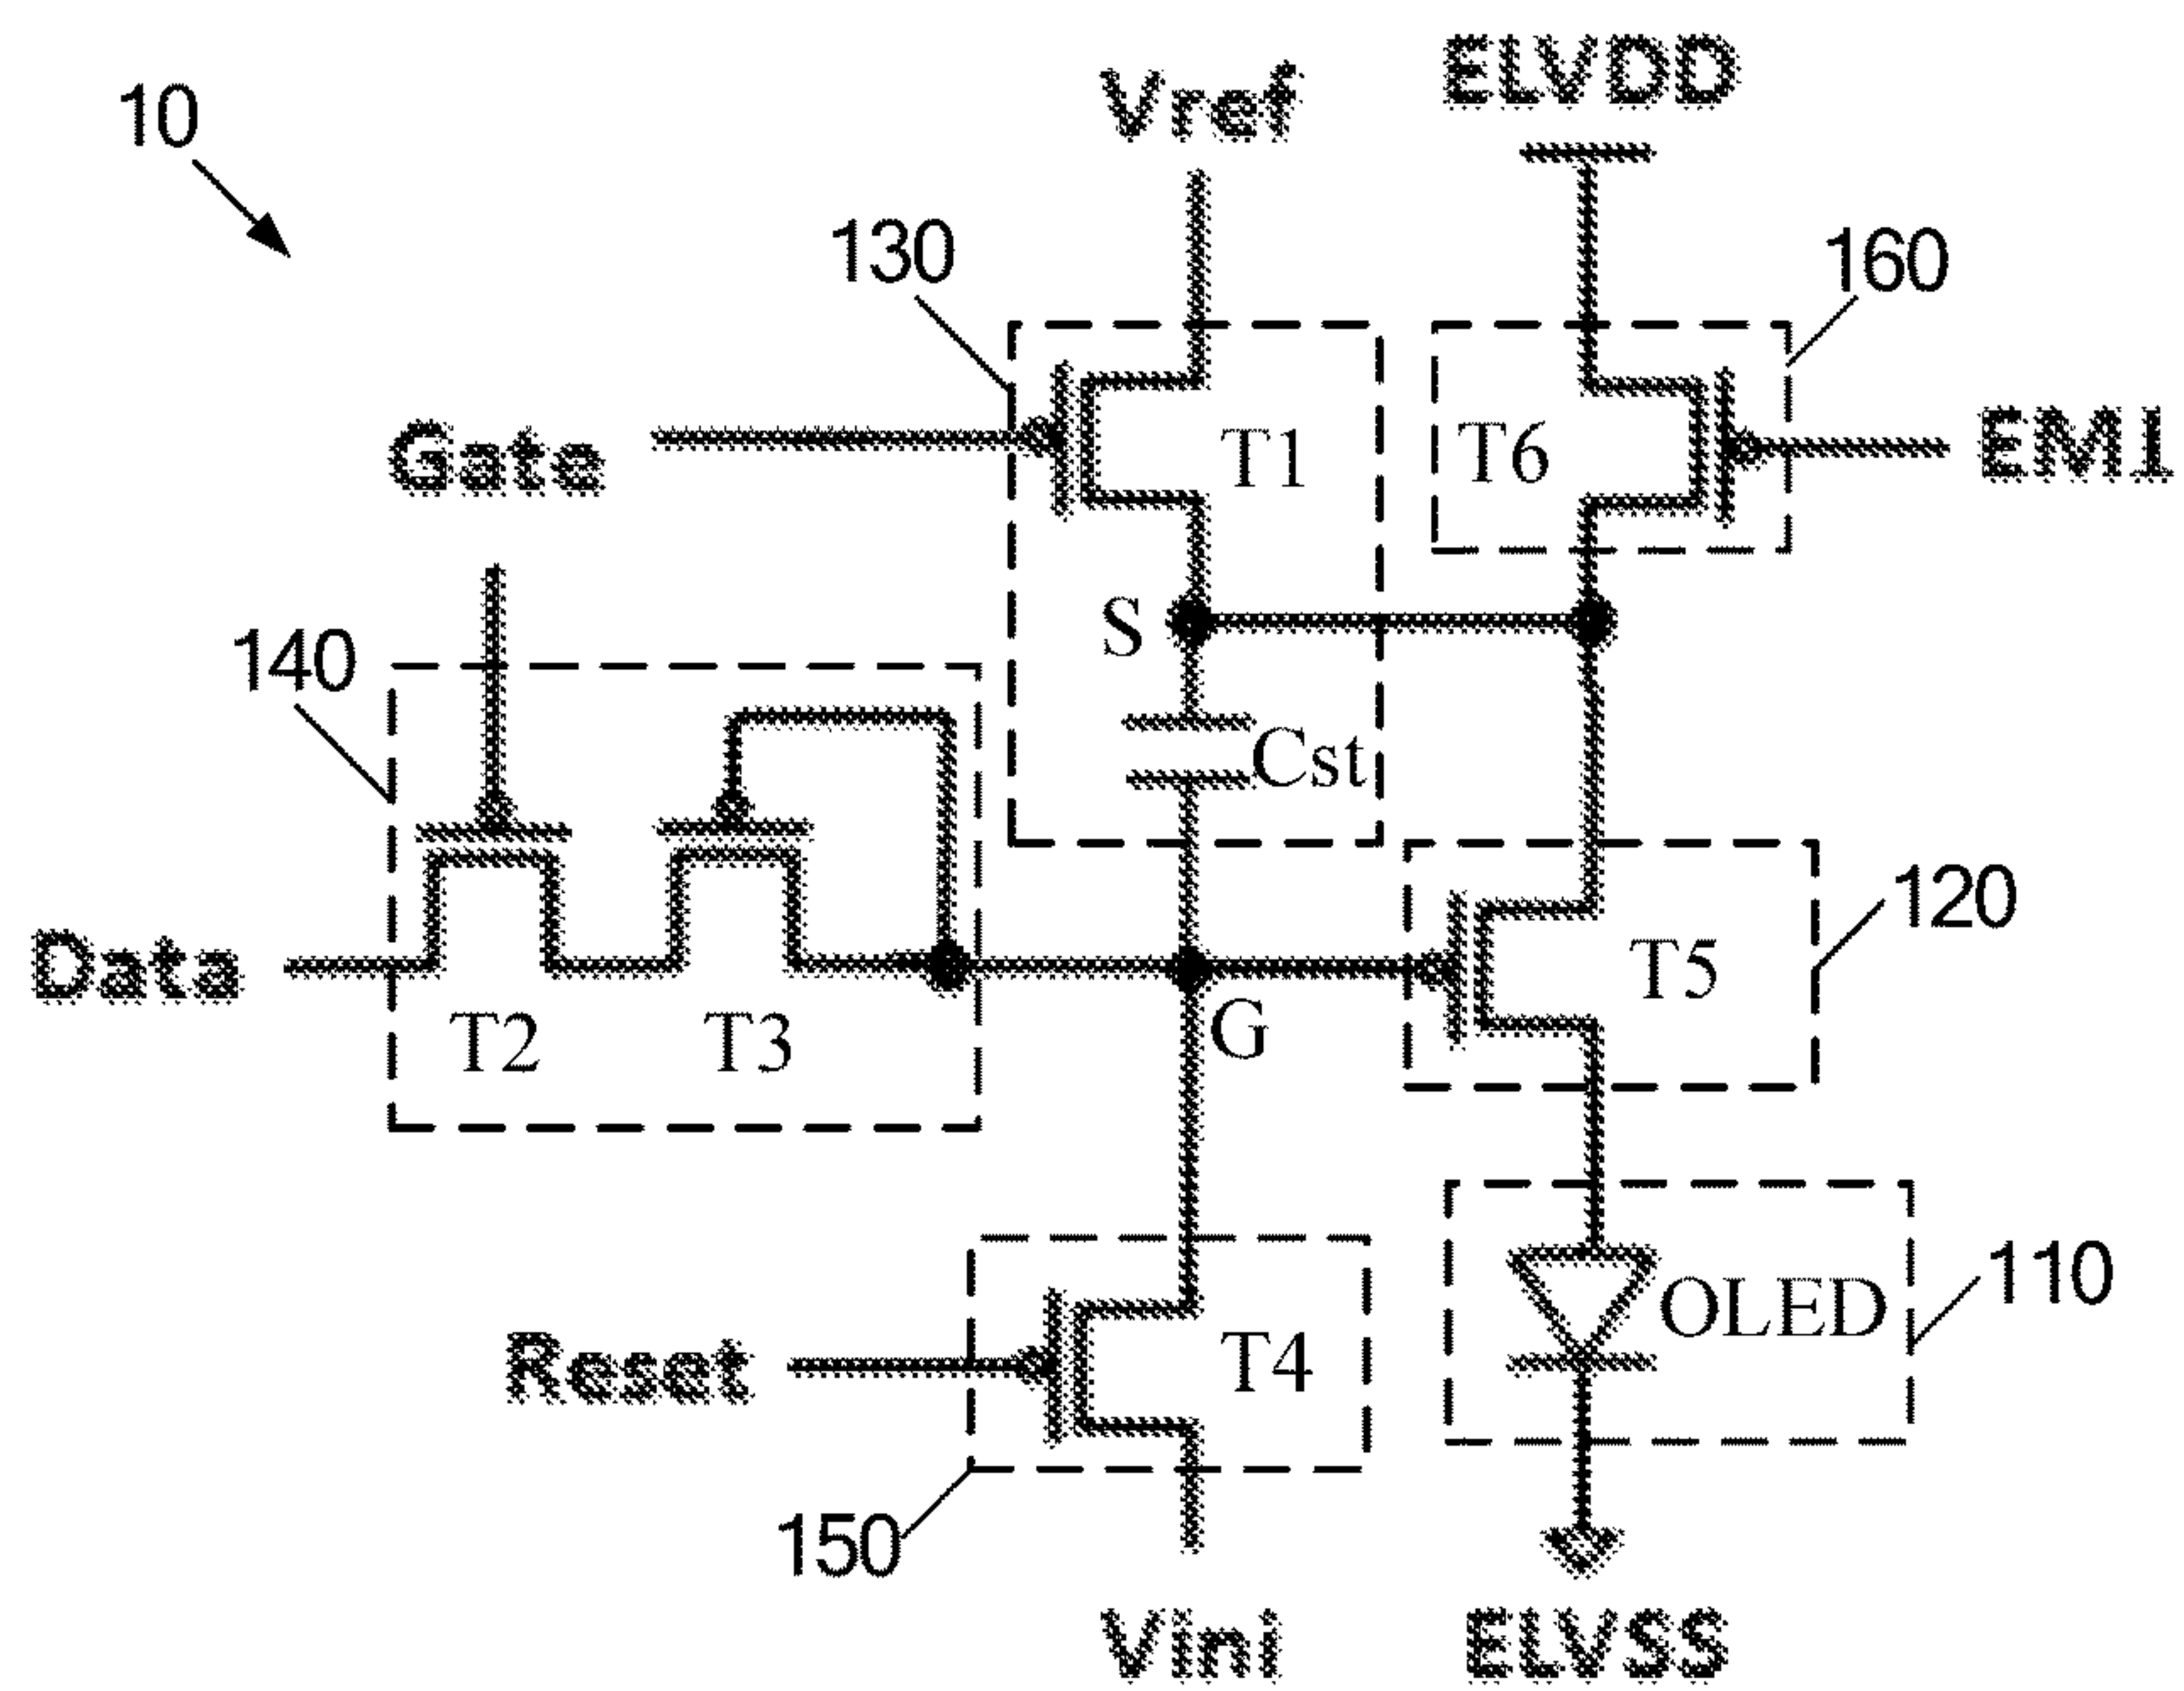 10
Vref
ELVDD
130
160
Gate
T1
T6
EM1
S
140
Cst
120
Data
T2
T3
G
T5
Reset
T4
OLED
110
150
Vini
ELVSS